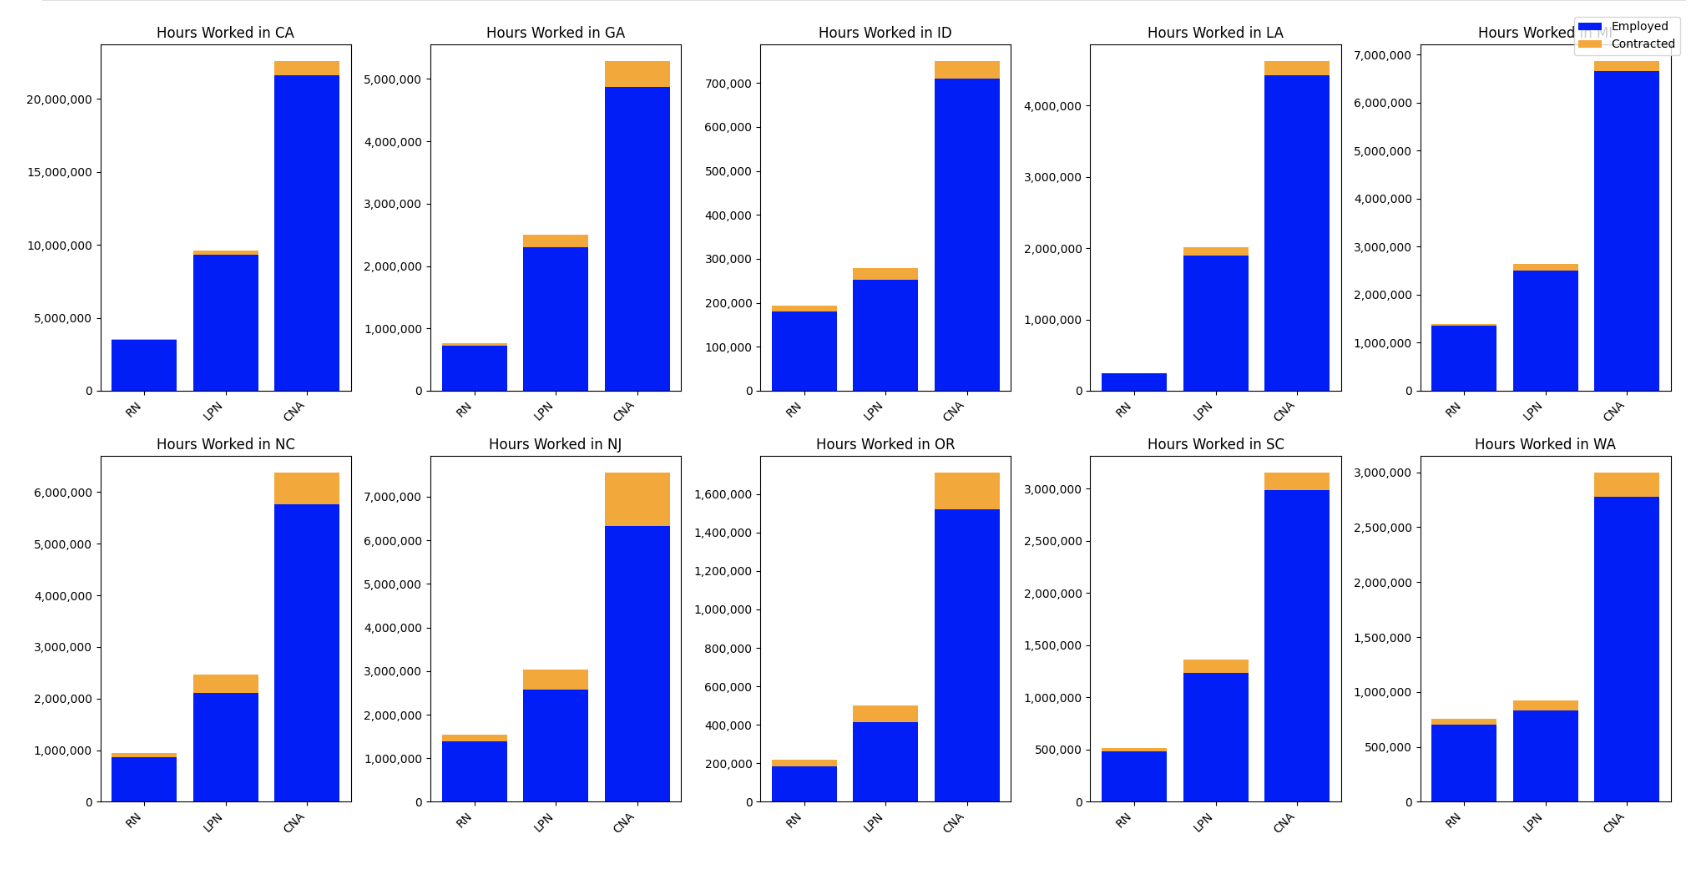 Hours Worked in CA
20,000,000
15,000,000
10,000,000
5,000,000
0
RN
LPN
CNA
Hours Worked in GA
5,000,000
4,000,000
3,000,000
2,000,000
1,000,000
0
RN
LPN
CNA
Hours Worked in ID
700,000
600,000
500,000
400,000
300,000
200,000
100,000
0
RN
LPN
CNA
Hours Worked in LA
4,000,000
3,000,000
2,000,000
1,000,000
0
RN
LPN
CNA
Hours Worked in MI
Employed
Contracted
7,000,000
6,000,000
5,000,000
4,000,000
3,000,000
2,000,000
1,000,000
0
RN
LPN
CNA
Hours Worked in NC
6,000,000
5,000,000
4,000,000
3,000,000
2,000,000
1,000,000
0
RN
LPN
CNA
Hours Worked in NJ
7,000,000
6,000,000
5,000,000
4,000,000
3,000,000
2,000,000
1,000,000
0
RN
LPN
CNA
Hours Worked in OR
1,600,000
1,400,000
1,200,000
1,000,000
800,000
600,000
400,000
200,000
0
RN
LPN
CNA
Hours Worked in SC
3,000,000
2,500,000
2,000,000
1,500,000
1,000,000
500,000
0
RN
LPN
CNA
Hours Worked in WA
3,000,000
2,500,000
2,000,000
1,500,000
1,000,000
500,000
0
RN
LPN
CNA